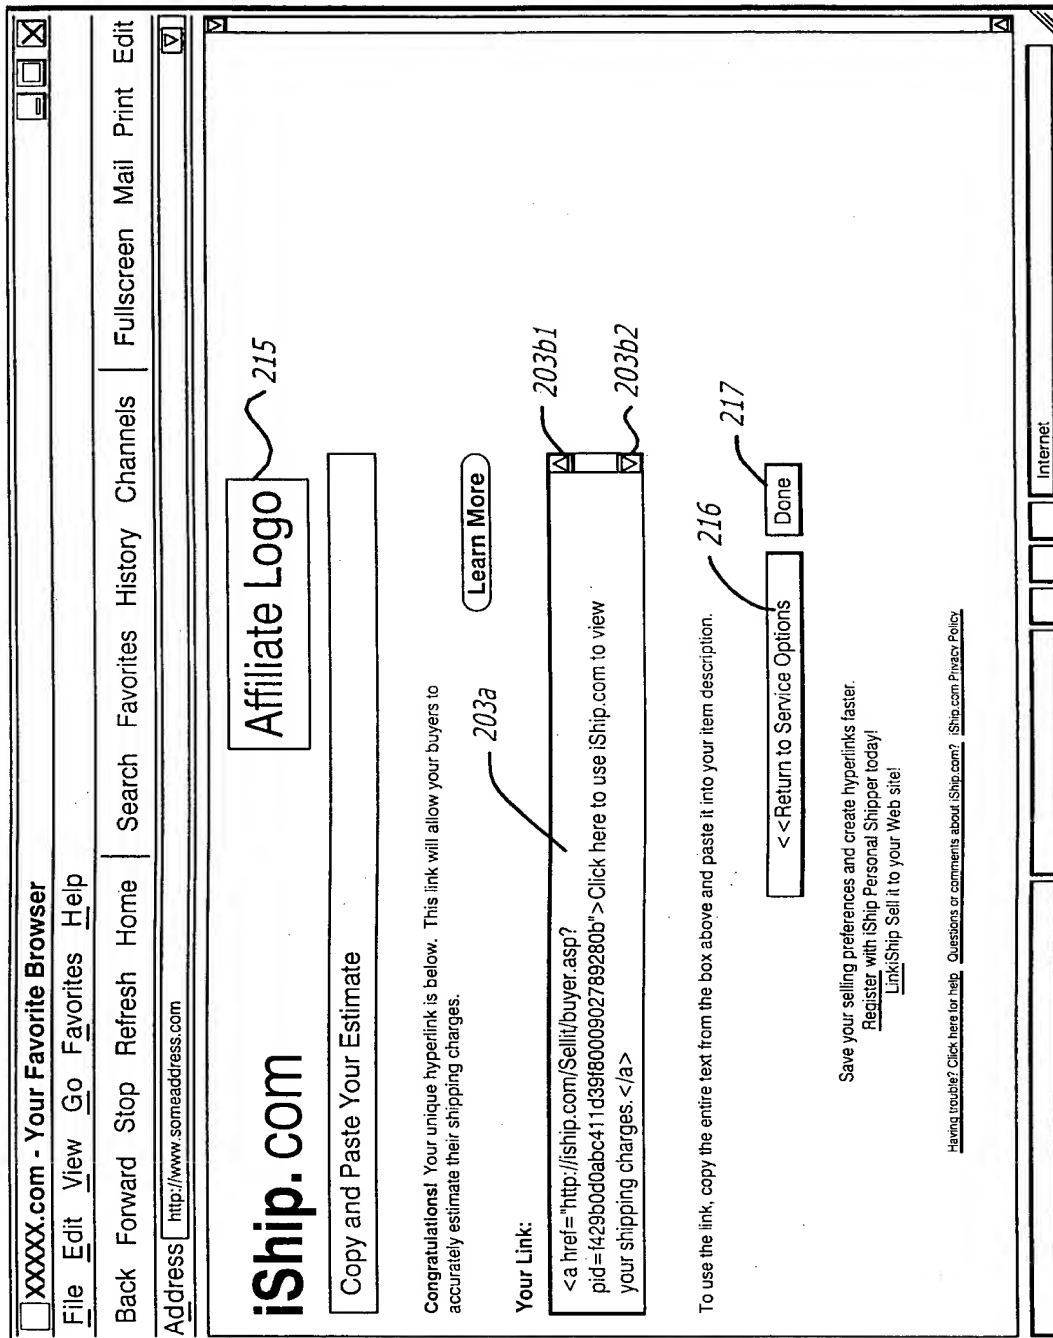 XXXXX.com - Your Favorite Browser
File Edit View Go Favorites Help
Back Forward Stop Refresh Home Search Favorites History Channels Fullscreen Mail Print Edit
Address http://www.someaddress.com
iShip.com
Affiliate Logo
215
Copy and Paste Your Estimate
Congratulations! Your unique hyperlink is below. This link will allow your buyers to
accurately estimate their shipping charges.
Learn More
Your Link:
203a
203b1
<a href="http://iship.com/Sellit/buyer.asp?
pid=f429b0d0abc411d39f8000902789280b">Click here to use iShip.com to view
your shipping charges.</a>
203b2
To use the link, copy the entire text from the box above and paste it into your item description.
216
217
<<Return to Service Options
Done
Save your selling preferences and create hyperlinks faster.
Register with iShip Personal Shipper today!
LinkiShip Sell it to your Web site!
Having trouble? Click here for help Questions or comments about iShip.com? iShip.com Privacy Policy
Internet